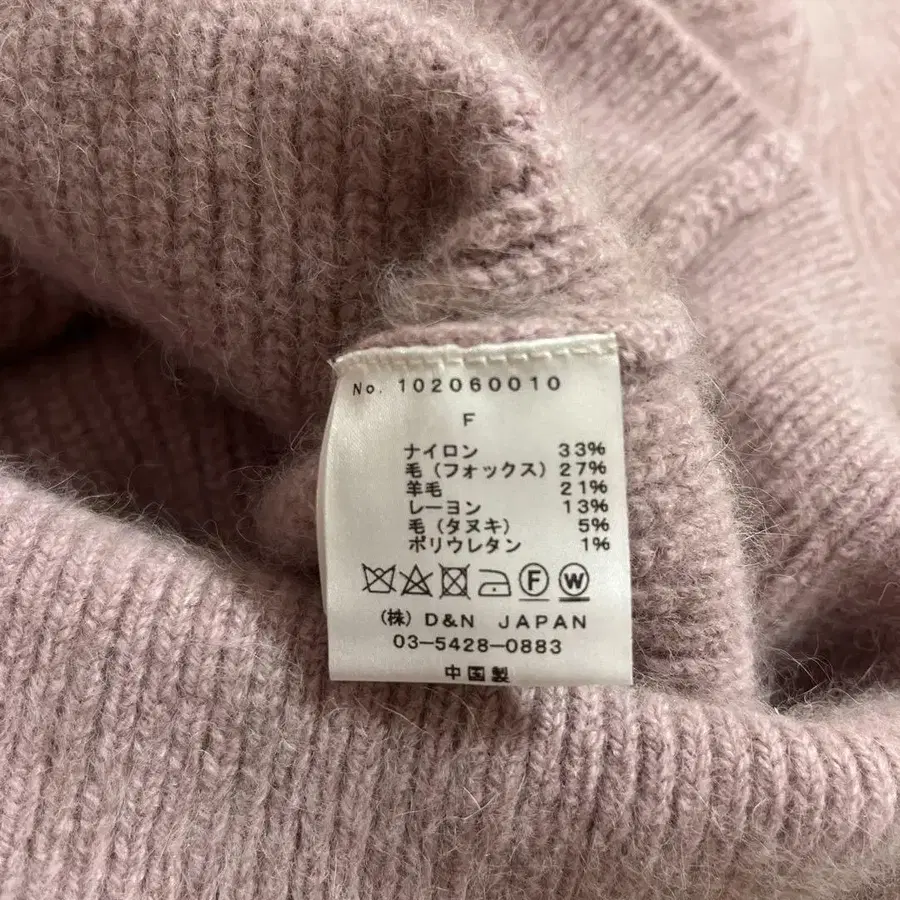 No. 102060010
F
ナイロン 33%
毛(フォックス) 27%
羊毛 21%
レーヨン 13%
毛(タヌキ) 5%
ポリウレタン 1%
F W
(株) D&N JAPAN
03-5428-0883
中国製